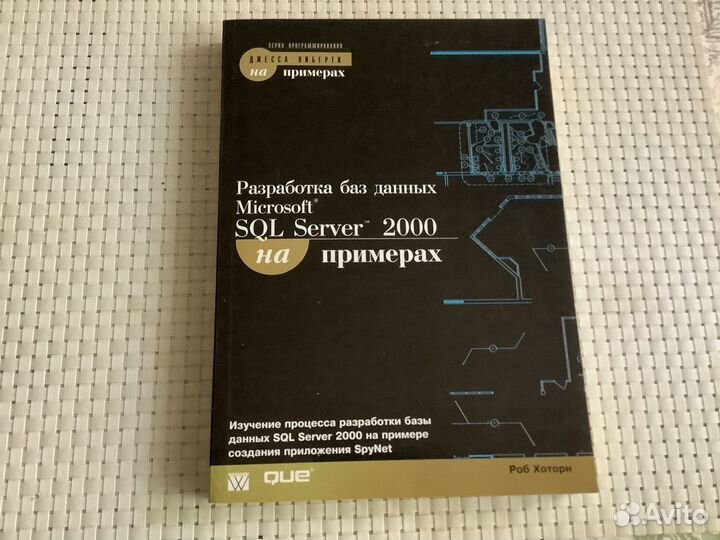 СЕРИЯ ПРОГРАММИРОВАНИЯ
ДЖЕССА ЛИБЕРТИ
на примерах
Разработка баз данных
Microsoft®
SQL Server™ 2000
на примерах
Изучение процесса разработки базы
данных SQL Server 2000 на примере
создания приложения SpyNet
Роб Хоторн
W que®
Avito